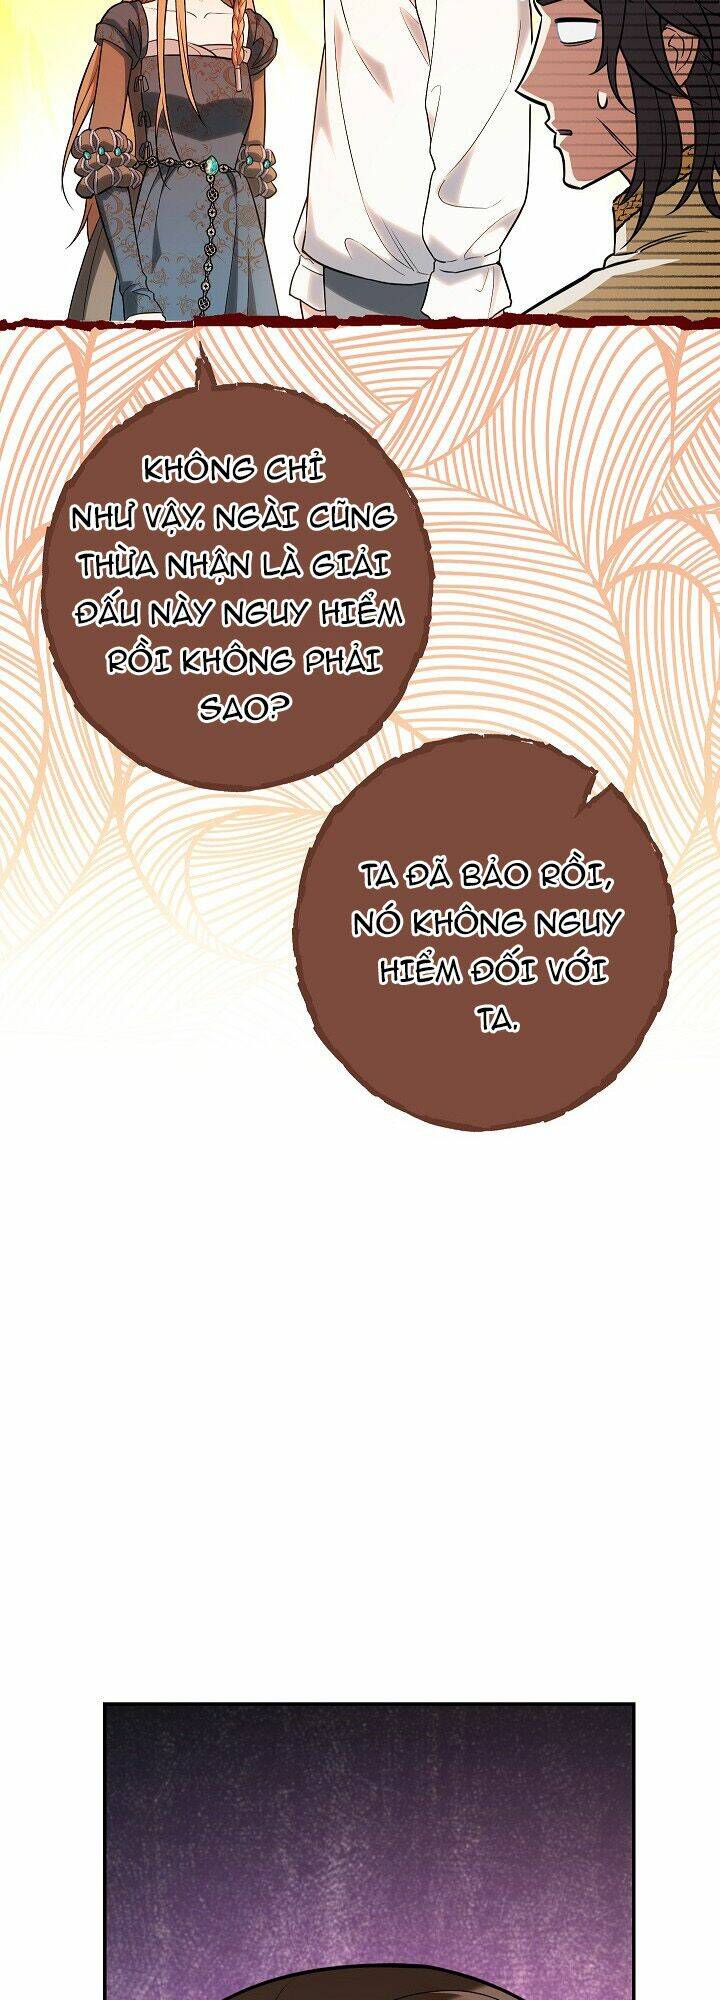 KHÔNG CHỈ
NHƯ VẬY. NGÀI CŨNG
THỪA NHẬN LÀ GIẢI
ĐẤU NÀY NGUY HIỂM
RỒI KHÔNG PHẢI
SAO?
TA ĐÃ BẢO RỒI,
NÓ KHÔNG NGUY
HIỂM ĐỐI VỚI
TA.